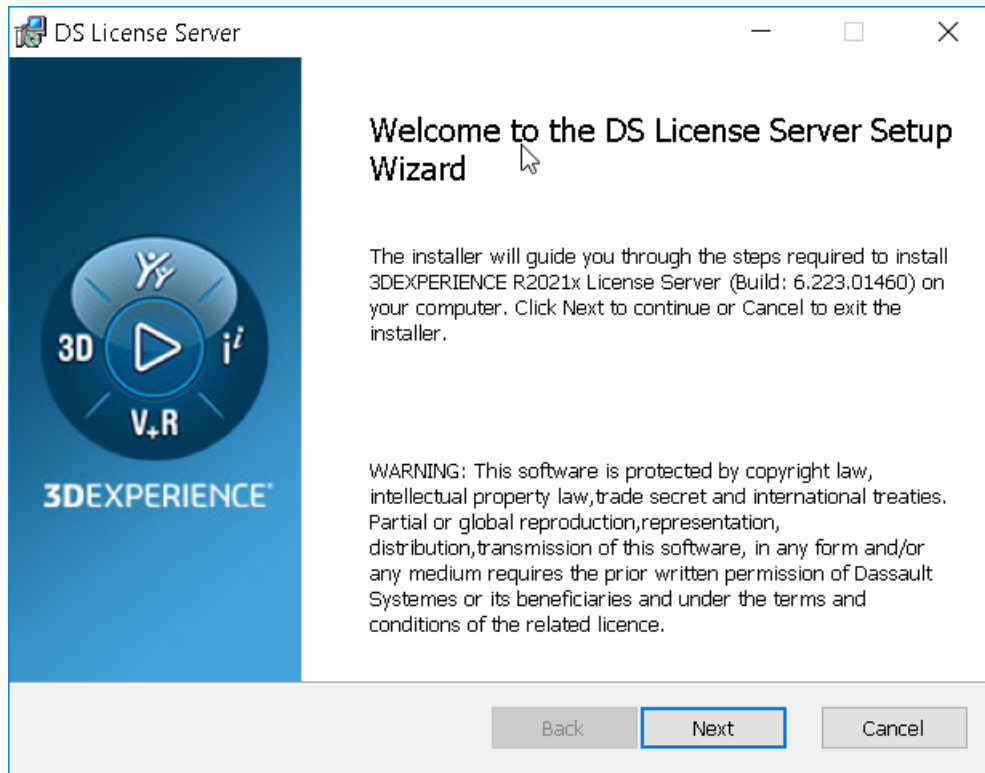 DS License Server
Welcome to the DS License Server Setup
Wizard
The installer will guide you through the steps required to install
3DEXPERIENCE R2021x License Server (Build: 6.223.01460) on
your computer. Click Next to continue or Cancel to exit the
installer.
3D
i²
V+R
3DEXPERIENCE
WARNING: This software is protected by copyright law,
intellectual property law,trade secret and international treaties.
Partial or global reproduction,representation,
distribution,transmission of this software, in any form and/or
any medium requires the prior written permission of Dassault
Systemes or its beneficiaries and under the terms and
conditions of the related licence.
Back
Next
Cancel